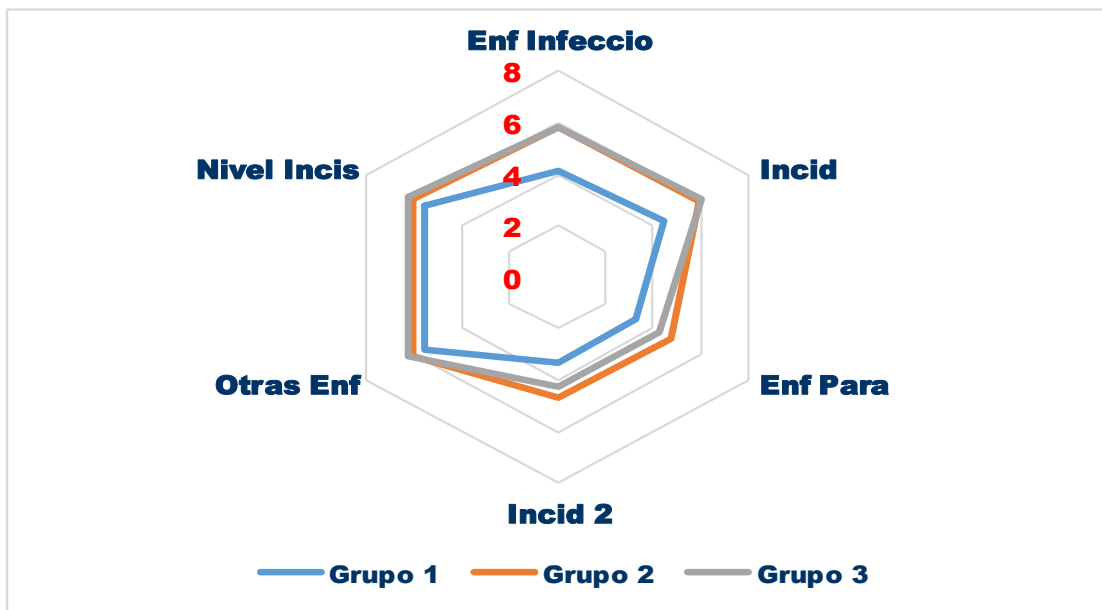 Enf Infeccio
8
6
Nivel Incis
Incid
4
2
0
Otras Enf
Enf Para
Incid 2
Grupo 1 Grupo 2 Grupo 3